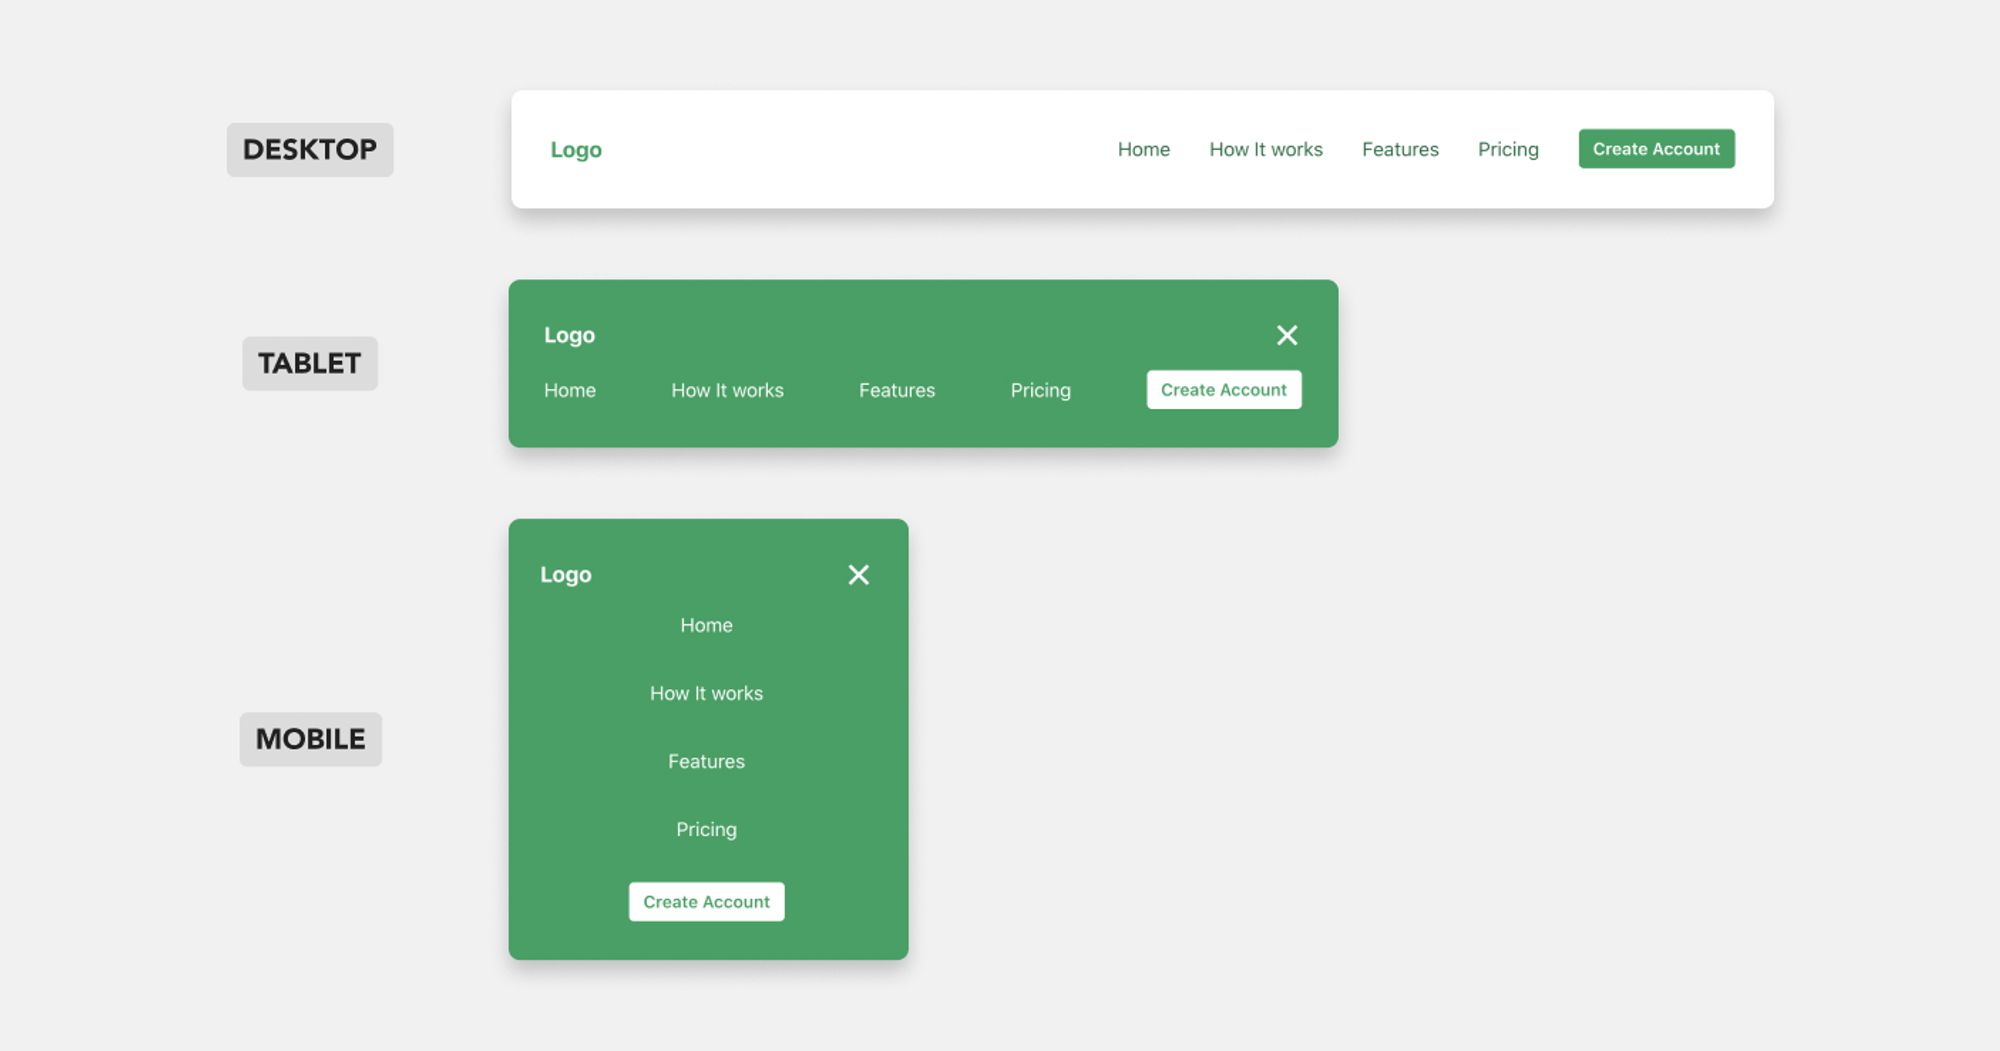 DESKTOP
Logo
Home
How It works
Features
Pricing
Create Account
TABLET
Logo
Home
How It works
Features
Pricing
Create Account
MOBILE
Logo
Home
How It works
Features
Pricing
Create Account